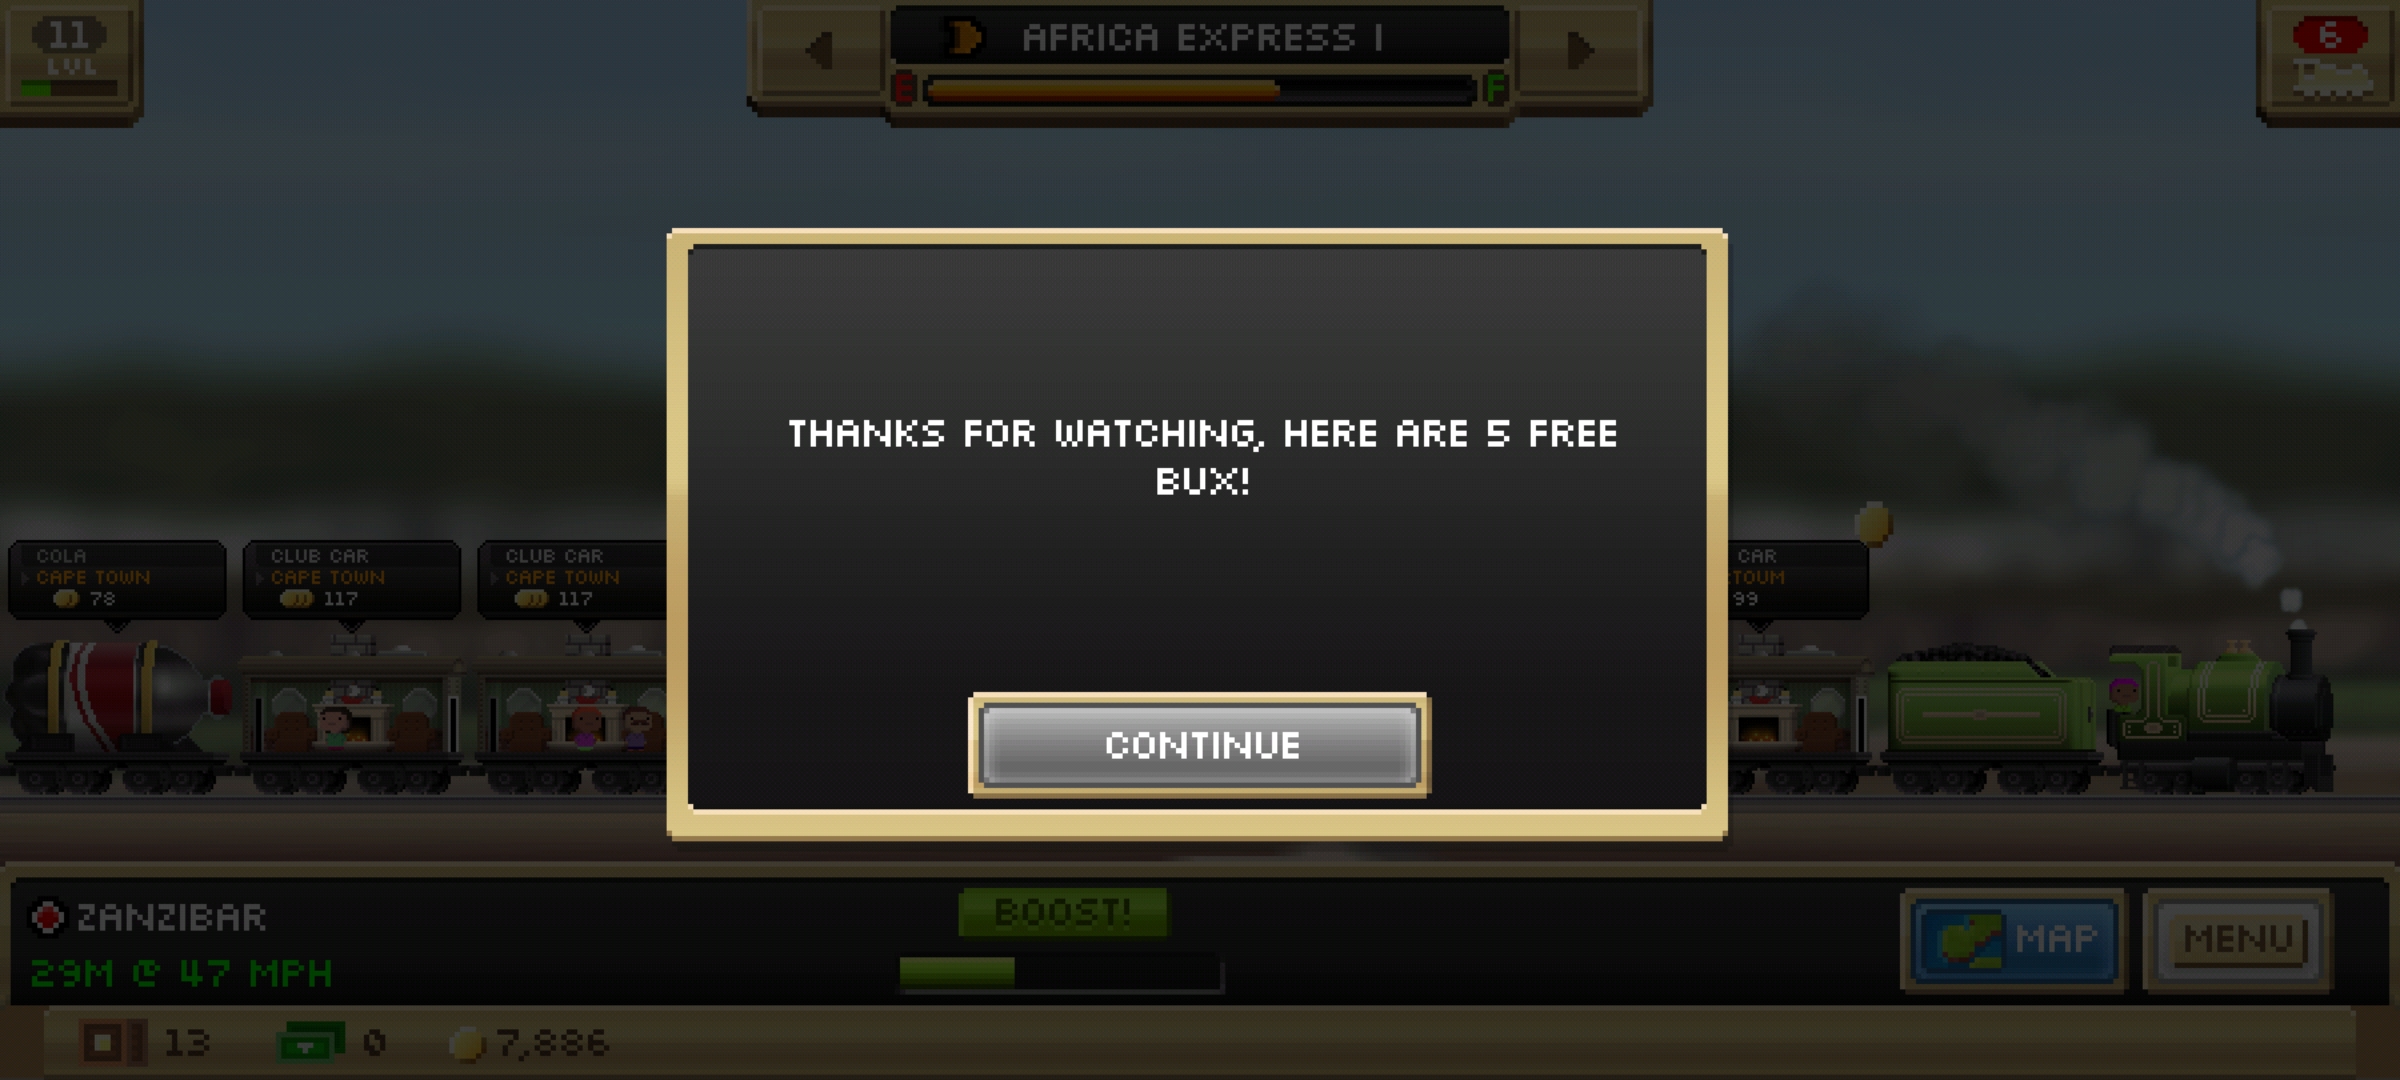 11
LVL
AFRICA EXPRESS I
E
F
6
THANKS FOR WATCHING, HERE ARE 5 FREE
BUX!
CONTINUE
COLA
CAPE TOWN
78
CLUB CAR
CAPE TOWN
117
CLUB CAR
CAPE TOWN
117
CAR
TOUM
99
ZANZIBAR
29M @ 47 MPH
BOOST!
MAP
MENU
13
0
7,886